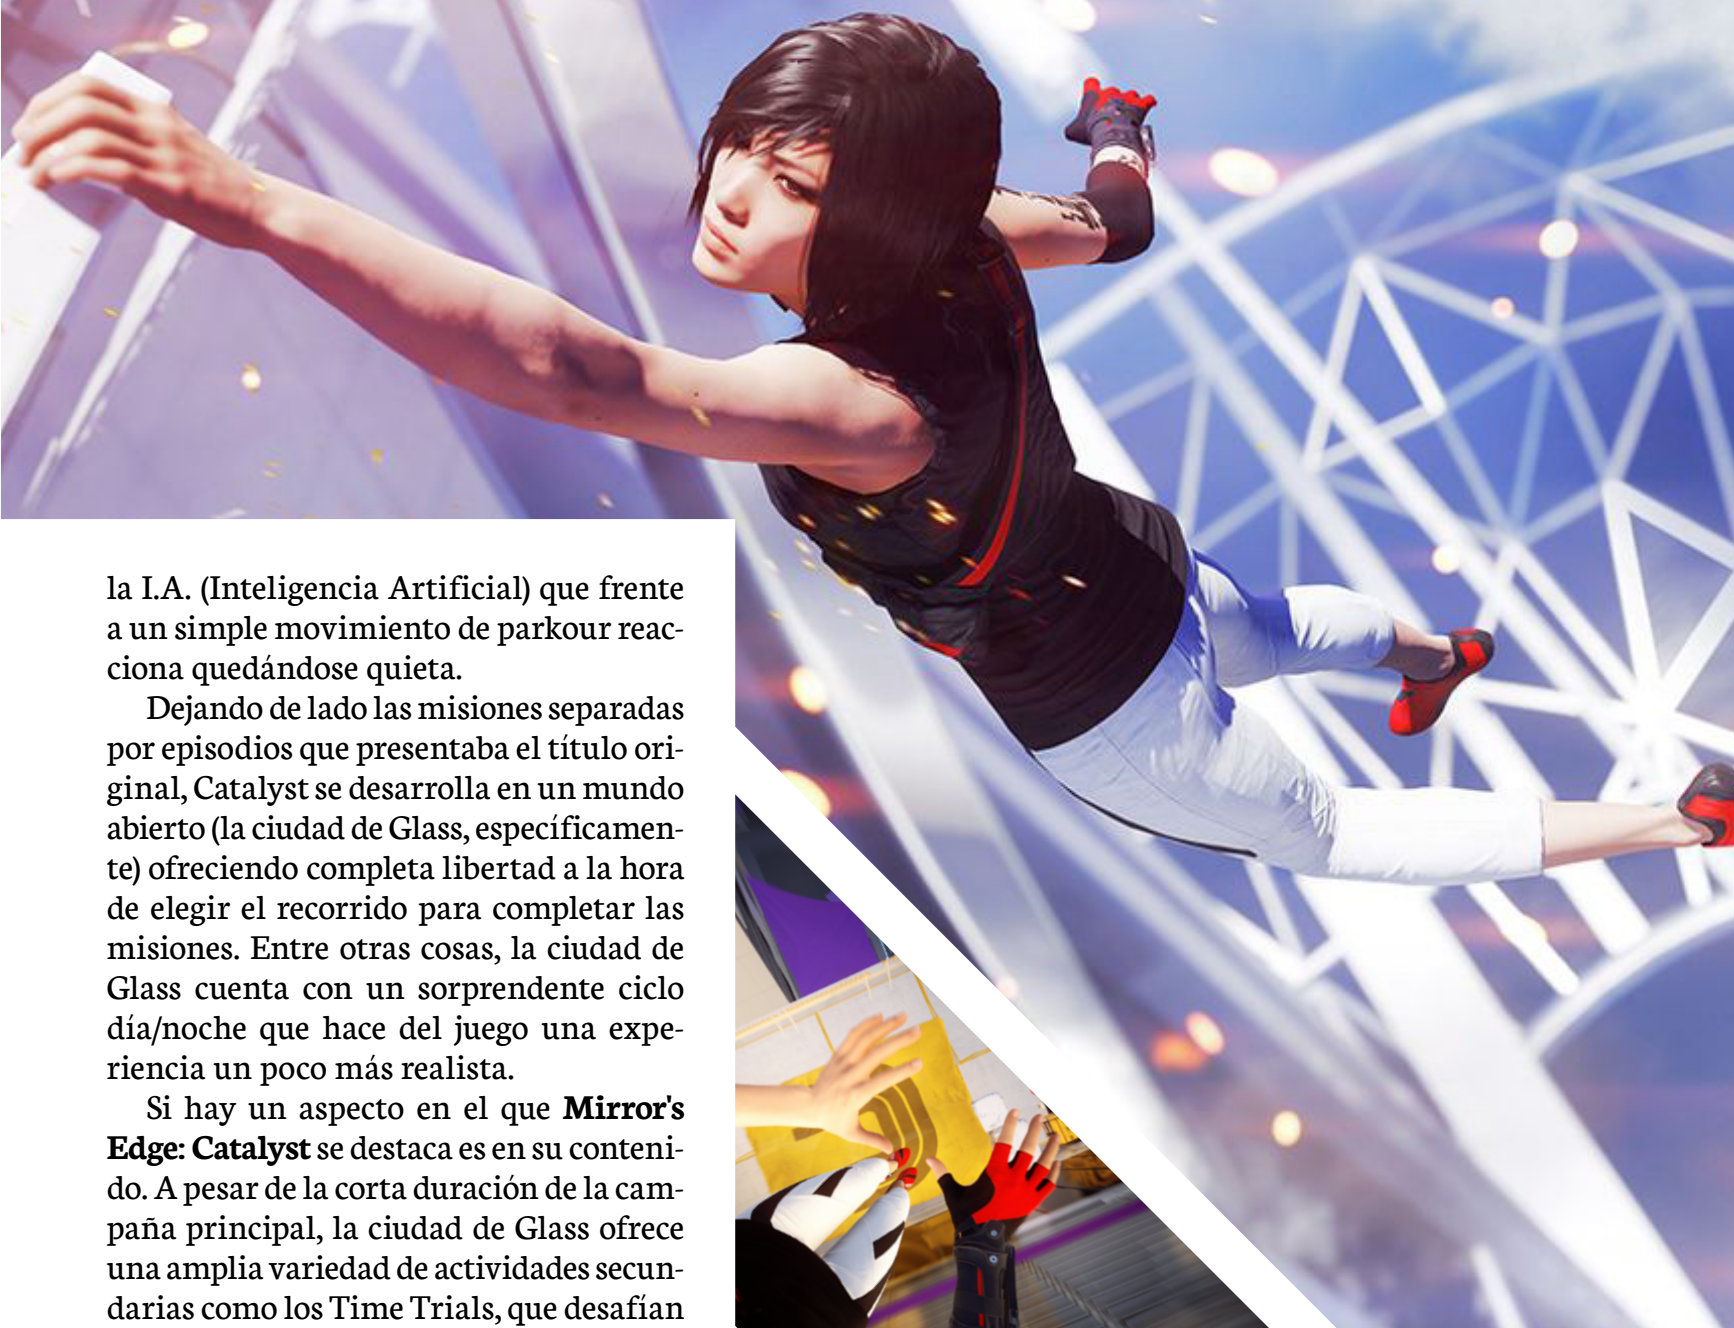 la I.A. (Inteligencia Artificial) que frente
a un simple movimiento de parkour reac-
ciona quedándose quieta.
Dejando de lado las misiones separadas
por episodios que presentaba el título ori-
ginal, Catalyst se desarrolla en un mundo
abierto (la ciudad de Glass, específicamen-
te) ofreciendo completa libertad a la hora
de elegir el recorrido para completar las
misiones. Entre otras cosas, la ciudad de
Glass cuenta con un sorprendente ciclo
día/noche que hace del juego una expe-
riencia un poco más realista.
Si hay un aspecto en el que Mirror's
Edge: Catalyst se destaca es en su conteni-
do. A pesar de la corta duración de la cam-
paña principal, la ciudad de Glass ofrece
una amplia variedad de actividades secun-
darias como los Time Trials, que desafían